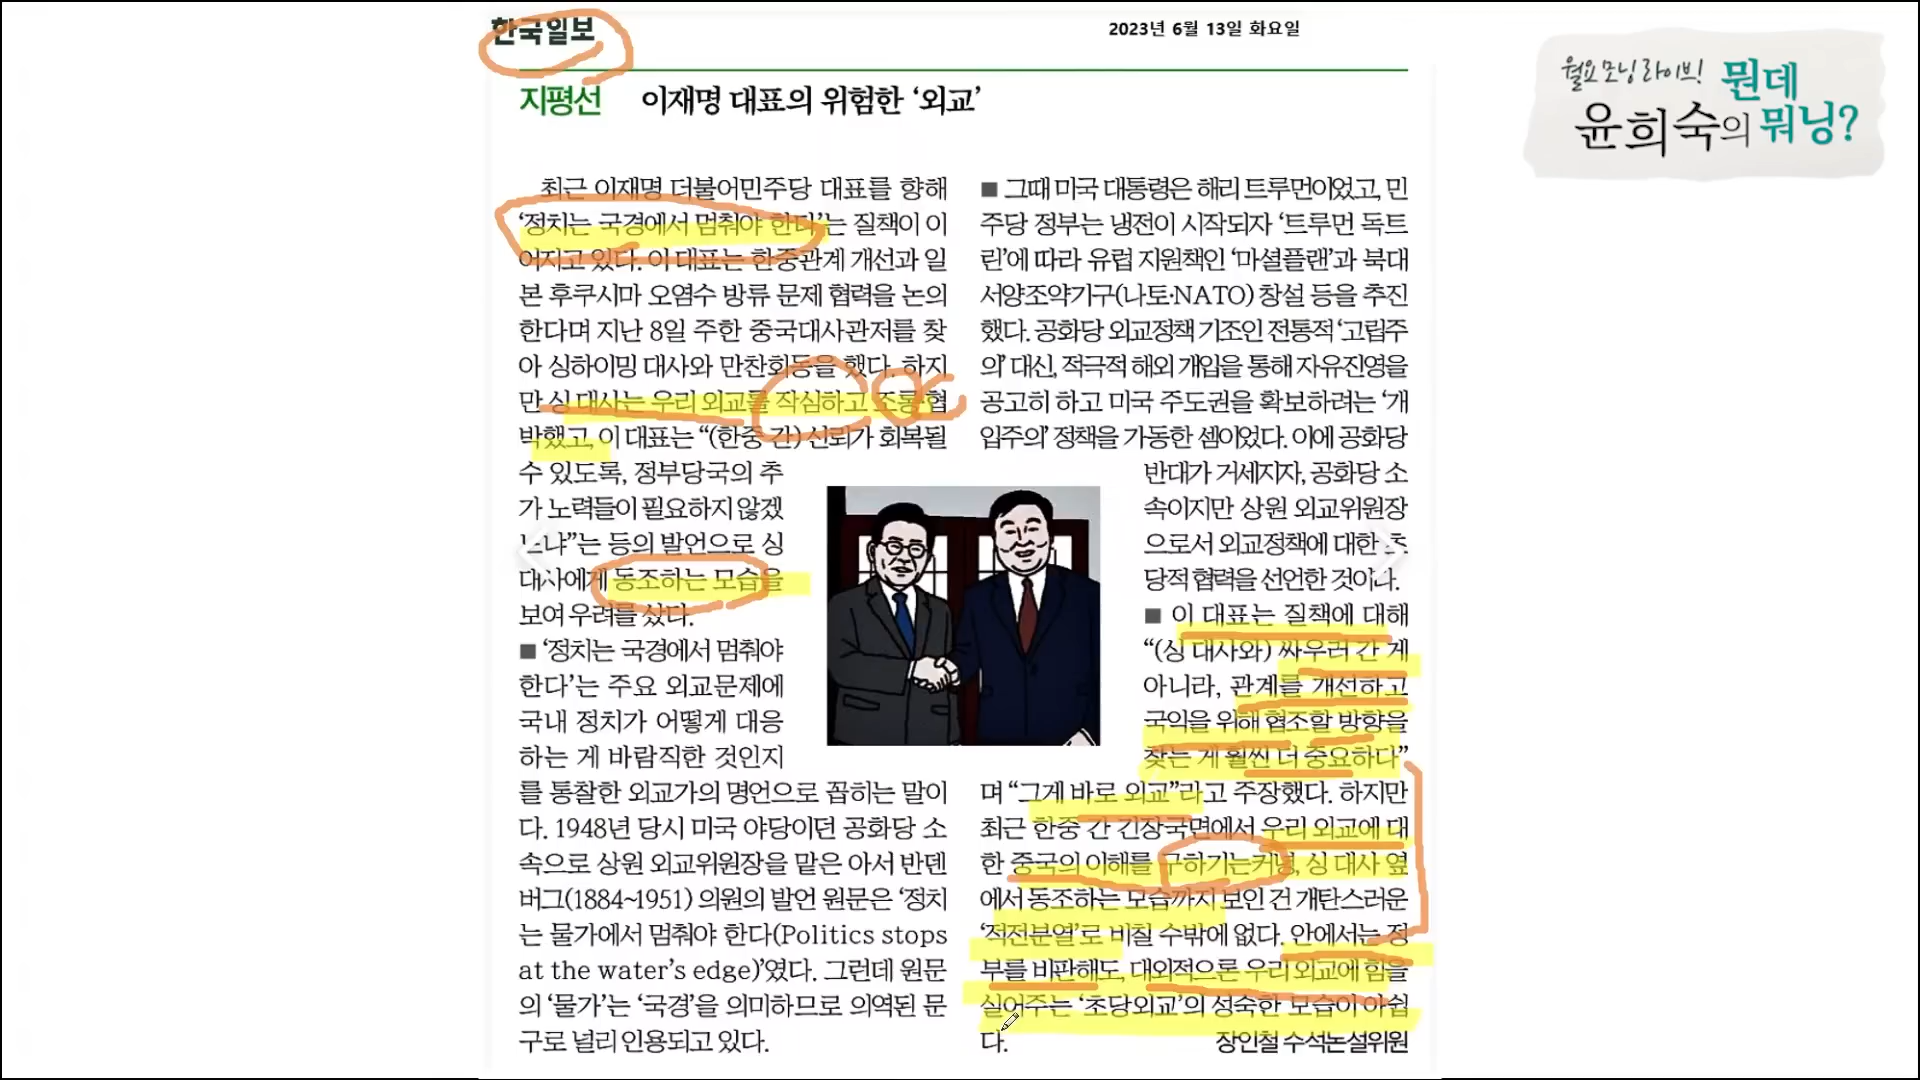 한국일보
2023년 6월 13일 화요일
월요 모닝 라이브! 뭔데
윤희숙의 뭐닝?
지평선 이재명 대표의 위험한 ‘외교’
최근 이재명 더불어민주당 대표를 향해
‘정치는 국경에서 멈춰야 한다’는 질책이 이
어지고 있다. 이 대표는 한중관계 개선과 일
본 후쿠시마 오염수 방류 문제 협력을 논의
한다며 지난 8일 주한 중국대사관저를 찾
아 싱하이밍 대사와 만찬회동을 했다. 하지
만 싱 대사는 우리 외교를 작심하고 조롱·협
박했고, 이 대표는 “(한중 간) 신뢰가 회복될
수 있도록, 정부당국의 추
가 노력들이 필요하지 않겠
느냐”는 등의 발언으로 싱
대사에게 동조하는 모습을
보여 우려를 샀다.
■ ‘정치는 국경에서 멈춰야
한다’는 주요 외교문제에
국내 정치가 어떻게 대응
하는 게 바람직한 것인지
를 통찰한 외교가의 명언으로 꼽히는 말이
다. 1948년 당시 미국 야당이던 공화당 소
속으로 상원 외교위원장을 맡은 아서 반덴
버그(1884~1951) 의원의 발언 원문은 ‘정치
는 물가에서 멈춰야 한다(Politics stops
at the water’s edge)’였다. 그런데 원문
의 ‘물가’는 ‘국경’을 의미하므로 의역된 문
구로 널리 인용되고 있다.
■ 그때 미국 대통령은 해리 트루먼이었고, 민
주당 정부는 냉전이 시작되자 ‘트루먼 독트
린’에 따라 유럽 지원책인 ‘마셜플랜’과 북대
서양조약기구(나토·NATO) 창설 등을 추진
했다. 공화당 외교정책 기조인 전통적 ‘고립주
의’ 대신, 적극적 해외 개입을 통해 자유진영을
공고히 하고 미국 주도권을 확보하려는 ‘개
입주의’ 정책을 가동한 셈이었다. 이에 공화당
반대가 거세지자, 공화당 소
속이지만 상원 외교위원장
으로서 외교정책에 대한 초
당적 협력을 선언한 것이다.
■ 이 대표는 질책에 대해
“(싱 대사와) 싸우러 간 게
아니라, 관계를 개선하고
국익을 위해 협조할 방향을
찾는 게 훨씬 더 중요하다”
며 “그게 바로 외교”라고 주장했다. 하지만
최근 한중 간 긴장국면에서 우리 외교에 대
한 중국의 이해를 구하기는커녕, 싱 대사 옆
에서 동조하는 모습까지 보인 건 개탄스러운
‘적전분열’로 비칠 수밖에 없다. 안에서는 정
부를 비판해도, 대외적으론 우리 외교에 힘을
실어주는 ‘초당외교’의 성숙한 모습이 아쉽
다.
장인철 수석논설위원